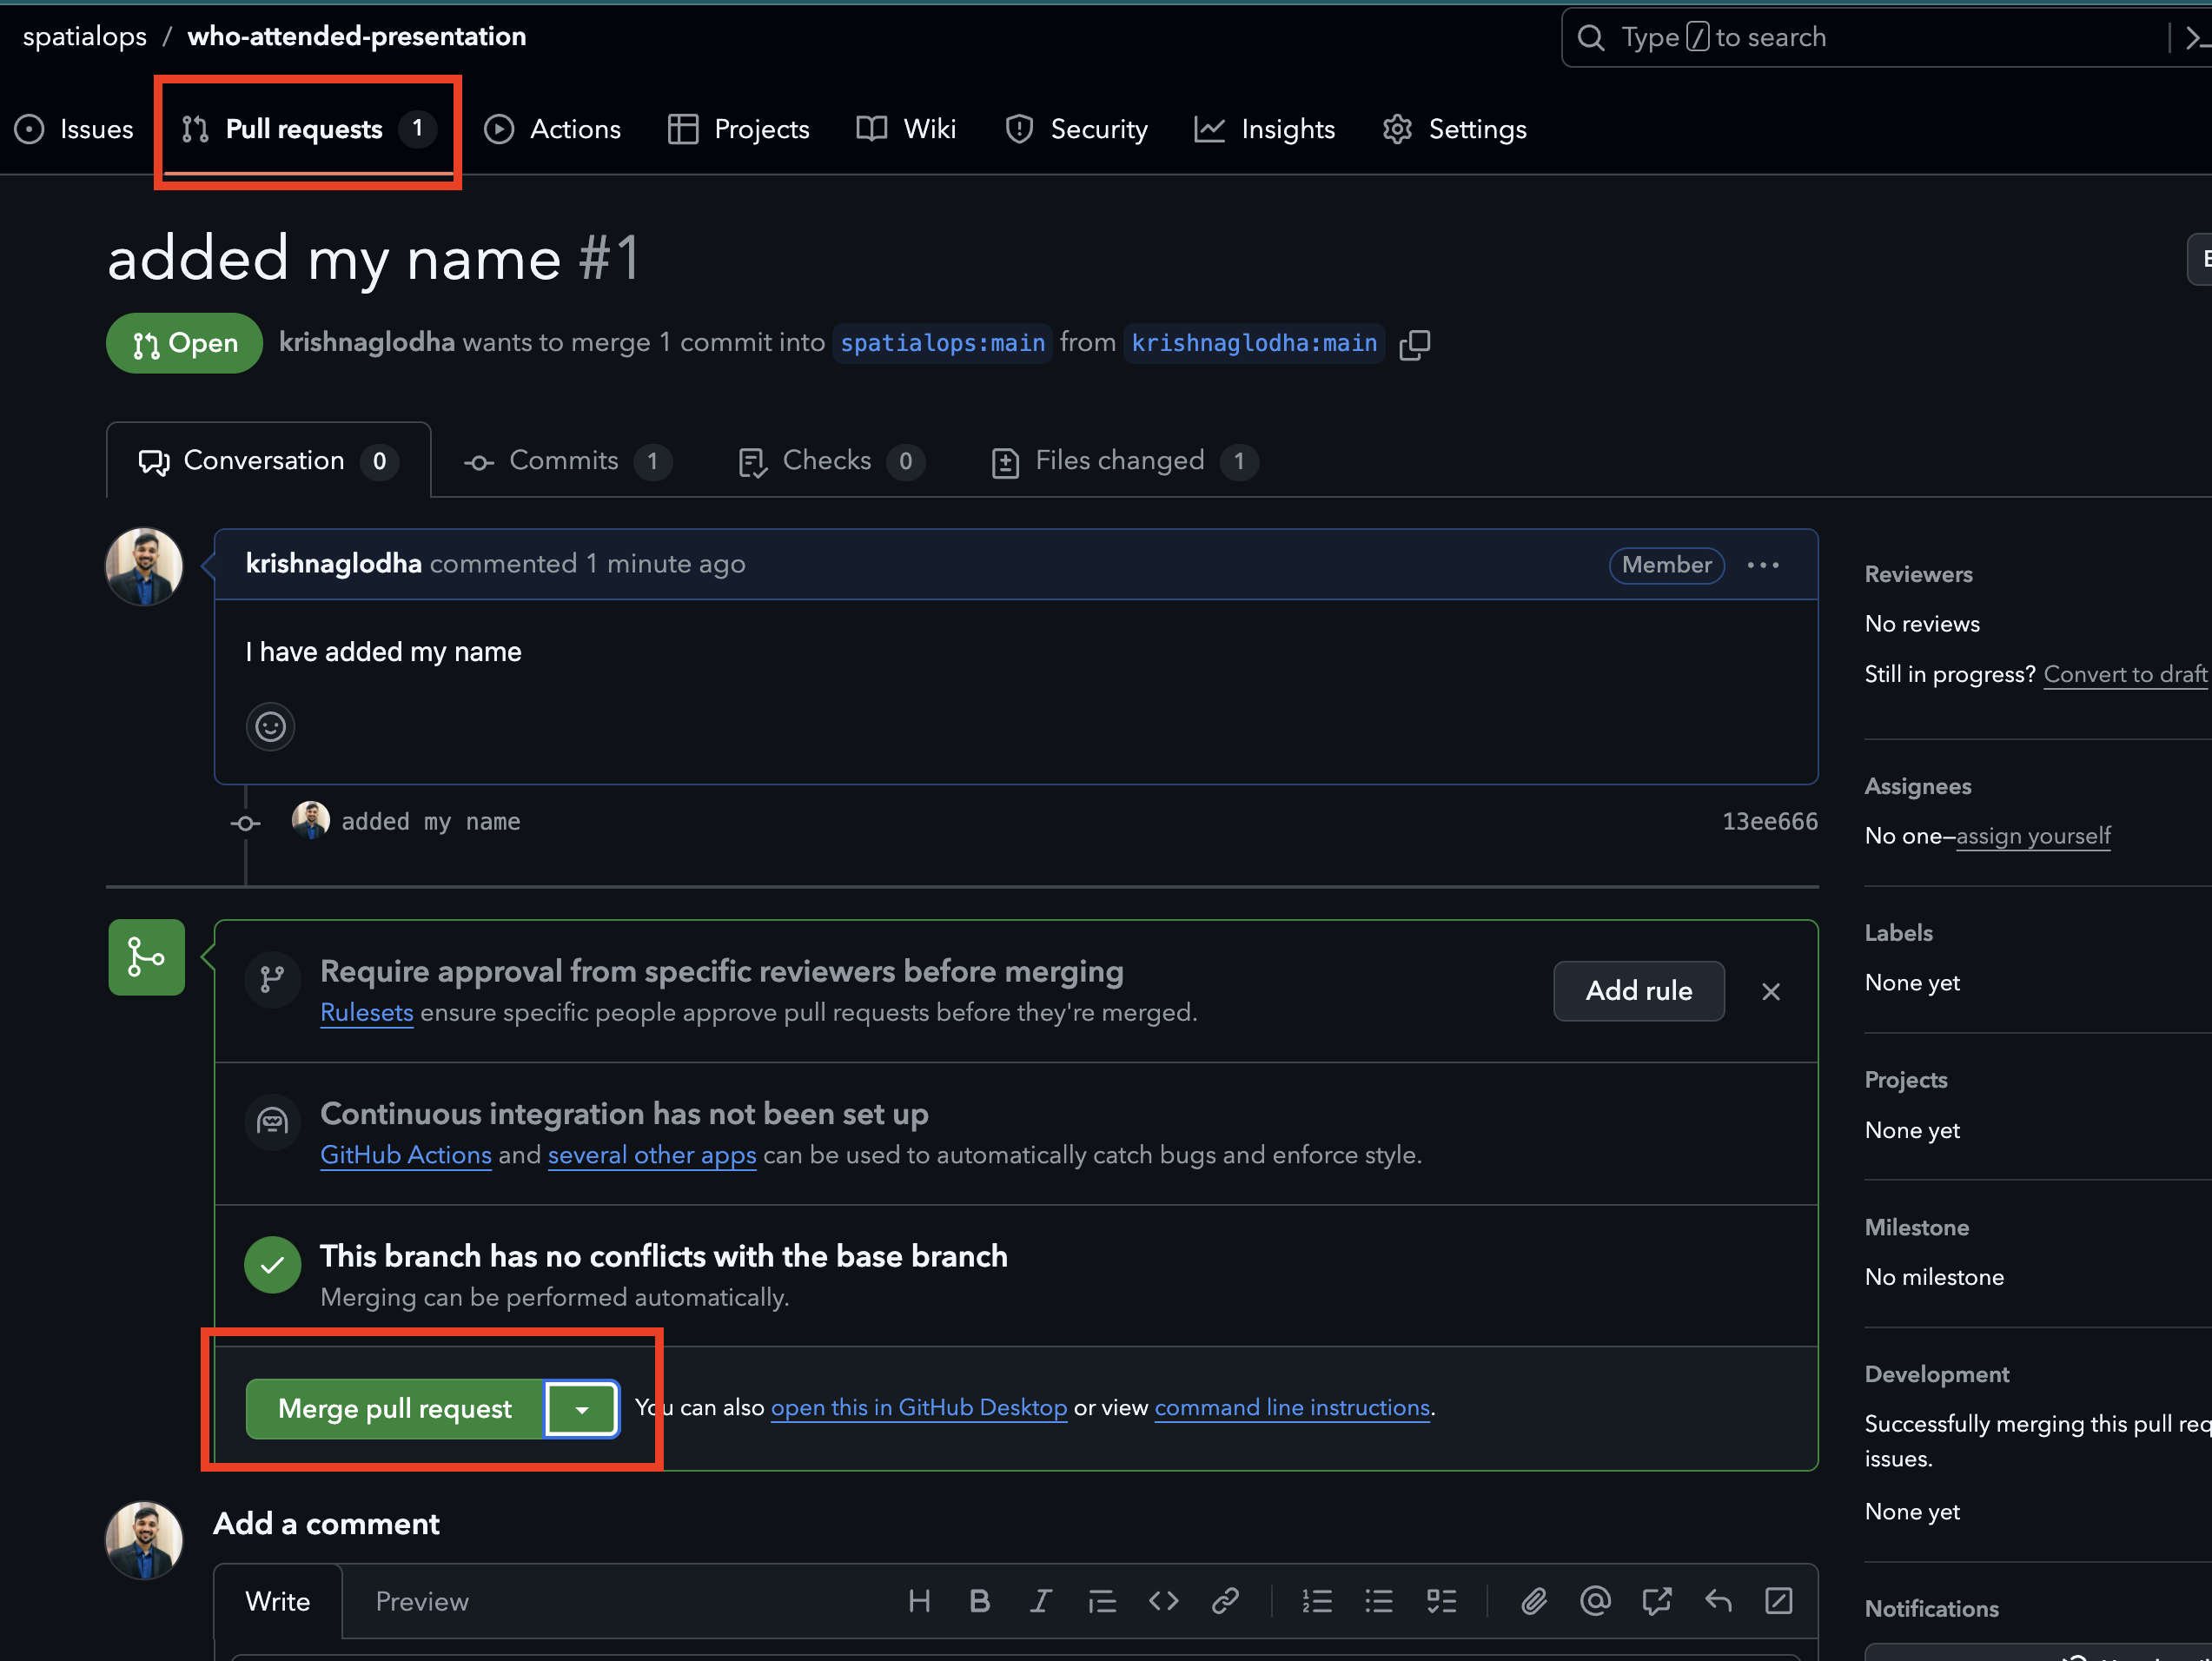 spatialops / who-attended-presentation
Type / to search
Issues
Pull requests 1
Actions
Projects
Wiki
Security
Insights
Settings
added my name #1
Open
krishnaglodha wants to merge 1 commit into spatialops:main from krishnaglodha:main
Conversation 0
Commits 1
Checks 0
Files changed 1
krishnaglodha commented 1 minute ago
Member
I have added my name
added my name
13ee666
Require approval from specific reviewers before merging
Rulesets ensure specific people approve pull requests before they're merged.
Add rule
Continuous integration has not been set up
GitHub Actions and several other apps can be used to automatically catch bugs and enforce style.
This branch has no conflicts with the base branch
Merging can be performed automatically.
Merge pull request
You can also open this in GitHub Desktop or view command line instructions.
Add a comment
Write
Preview
Reviewers
No reviews
Still in progress? Convert to draft
Assignees
No one—assign yourself
Labels
None yet
Projects
None yet
Milestone
No milestone
Development
Successfully merging this pull req
issues.
None yet
Notifications